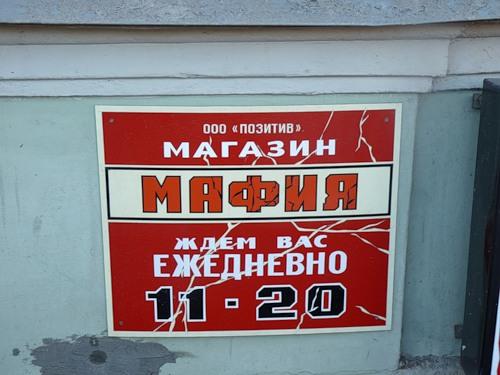 ООО «ПОЗИТИВ»
МАГАЗИН
МАФИЯ
ЖДЕМ ВАС
ЕЖЕДНЕВНО
11 - 20